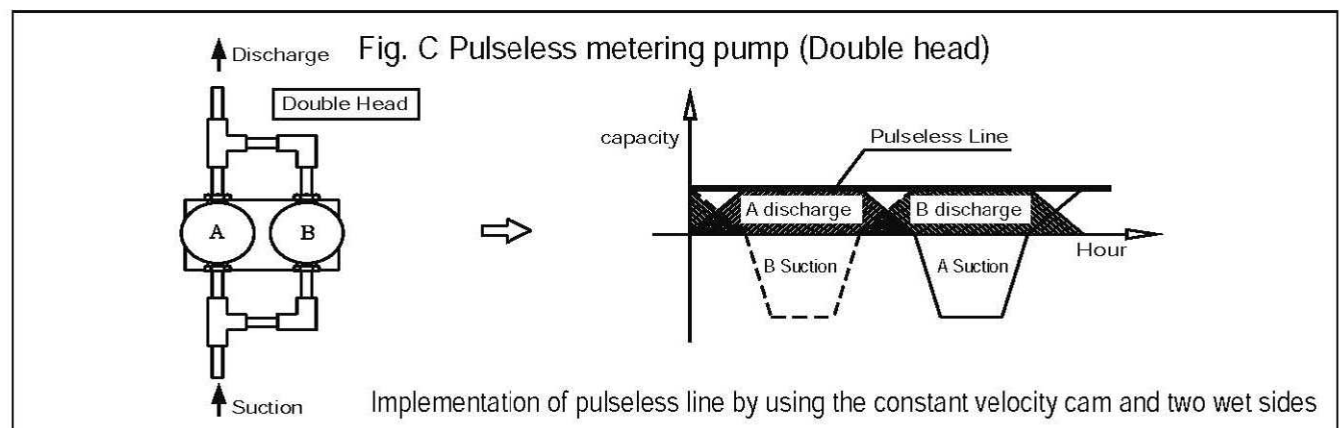 Fig. C Pulseless metering pump (Double head)
Discharge
Double Head
A
B
Suction
capacity
Pulseless Line
A discharge
B discharge
Hour
B Suction
A Suction
Implementation of pulseless line by using the constant velocity cam and two wet sides